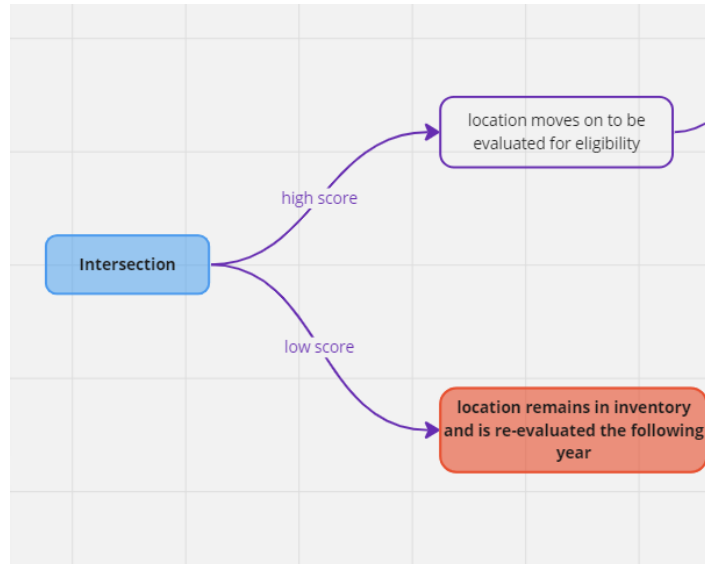 location moves on to be
evaluated for eligibility
high score
Intersection
low score
location remains in inventory
and is re-evaluated the following
year